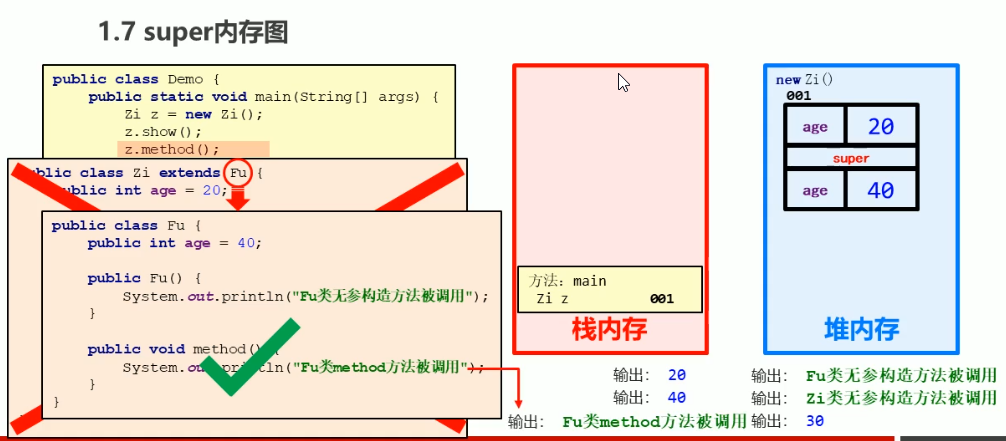 1.7 super内存图
public class Demo {
public static void main(String[] args) {
Zi z = new Zi();
z.show();
z.method();
public class Zi extends Fu {
public int age = 20;
public class Fu {
public int age = 40;
public Fu() {
System.out.println("Fu类无参构造方法被调用");
}
public void method() {
System.out.println("Fu类method方法被调用");
}
}
方法: main
Zi z 001
栈内存
new Zi()
001
age 20
super
age 40
堆内存
输出: 20
输出: 40
输出: Fu类method方法被调用
输出: Fu类无参构造方法被调用
输出: Zi类无参构造方法被调用
输出: 30